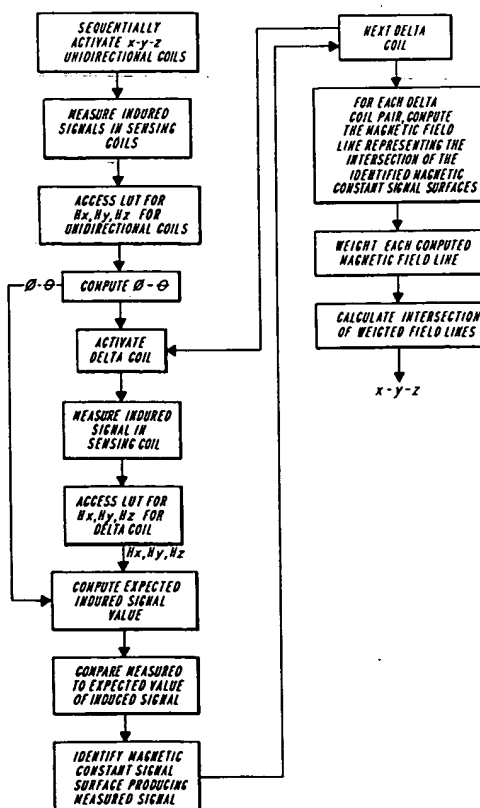 SEQUENTIALLY
ACTIVATE x-y-z
UNIDIRECTIONAL COILS
MEASURE INDURED
SIGNALS IN SENSING
COILS
ACCESS LUT FOR
Hx,Hy,Hz FOR
UNIDIRECTIONAL COILS
Ø-Θ
COMPUTE Ø-Θ
ACTIVATE
DELTA COIL
MEASURE INDURED
SIGNAL IN
SENSING COIL
ACCESS LUT FOR
Hx,Hy,Hz FOR
DELTA COIL
Hx,Hy,Hz
COMPUTE EXPECTED
INDURED SIGNAL
VALUE
COMPARE MEASURED
TO EXPECTED VALUE
OF INDUCED SIGNAL
IDENTIFY MAGNETIC
CONSTANT SIGNAL
SURFACE PRODUCING
MEASURED SIGNAL
NEXT DELTA
COIL
FOR EACH DELTA
COIL PAIR, COMPUTE
THE MAGNETIC FIELD
LINE REPRESENTING THE
INTERSECTION OF THE
IDENTIFIED MAGNETIC
CONSTANT SIGNAL SURFACES
WEIGHT EACH COMPUTED
MAGNETIC FIELD LINE
CALCULATE INTERSECTION
OF WEIGTED FIELD LINES
x-y-z